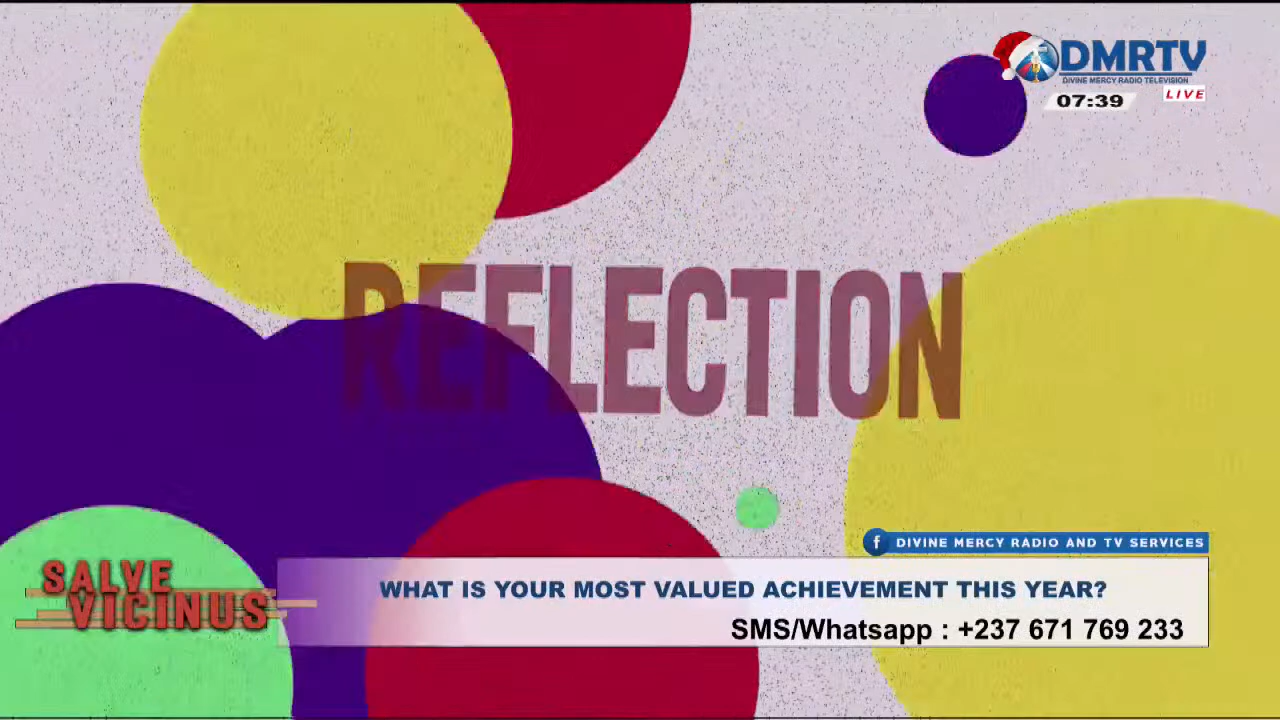 DMRTV
DIVINE MERCY RADIO TELEVISION
LIVE
07:39
REFLECTION
DIVINE MERCY RADIO AND TV SERVICES
SALVE
VICINUS
WHAT IS YOUR MOST VALUED ACHIEVEMENT THIS YEAR?
SMS/Whatsapp : +237 671 769 233